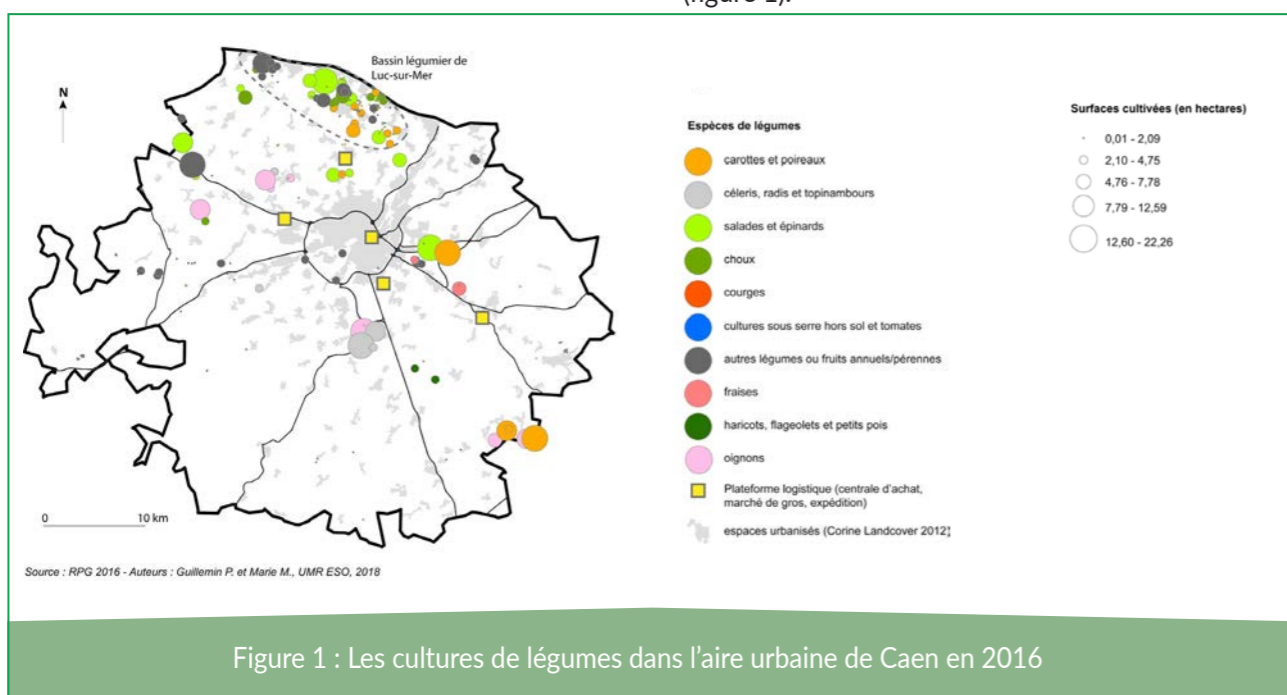 (figure 1).
Bassin légumier de
Luc-sur-Mer
N
0 10 km
Source : RPG 2016 - Auteurs : Guillemin P. et Marie M., UMR ESO, 2018
Espèces de légumes
carottes et poireaux
céleris, radis et topinambours
salades et épinards
choux
courges
cultures sous serre hors sol et tomates
autres légumes ou fruits annuels/pérennes
fraises
haricots, flageolets et petits pois
oignons
Plateforme logistique (centrale d'achat,
marché de gros, expédition)
espaces urbanisés (Corine Landcover 2012)
Surfaces cultivées (en hectares)
0,01 - 2,09
2,10 - 4,75
4,76 - 7,78
7,79 - 12,59
12,60 - 22,26
Figure 1 : Les cultures de légumes dans l'aire urbaine de Caen en 2016